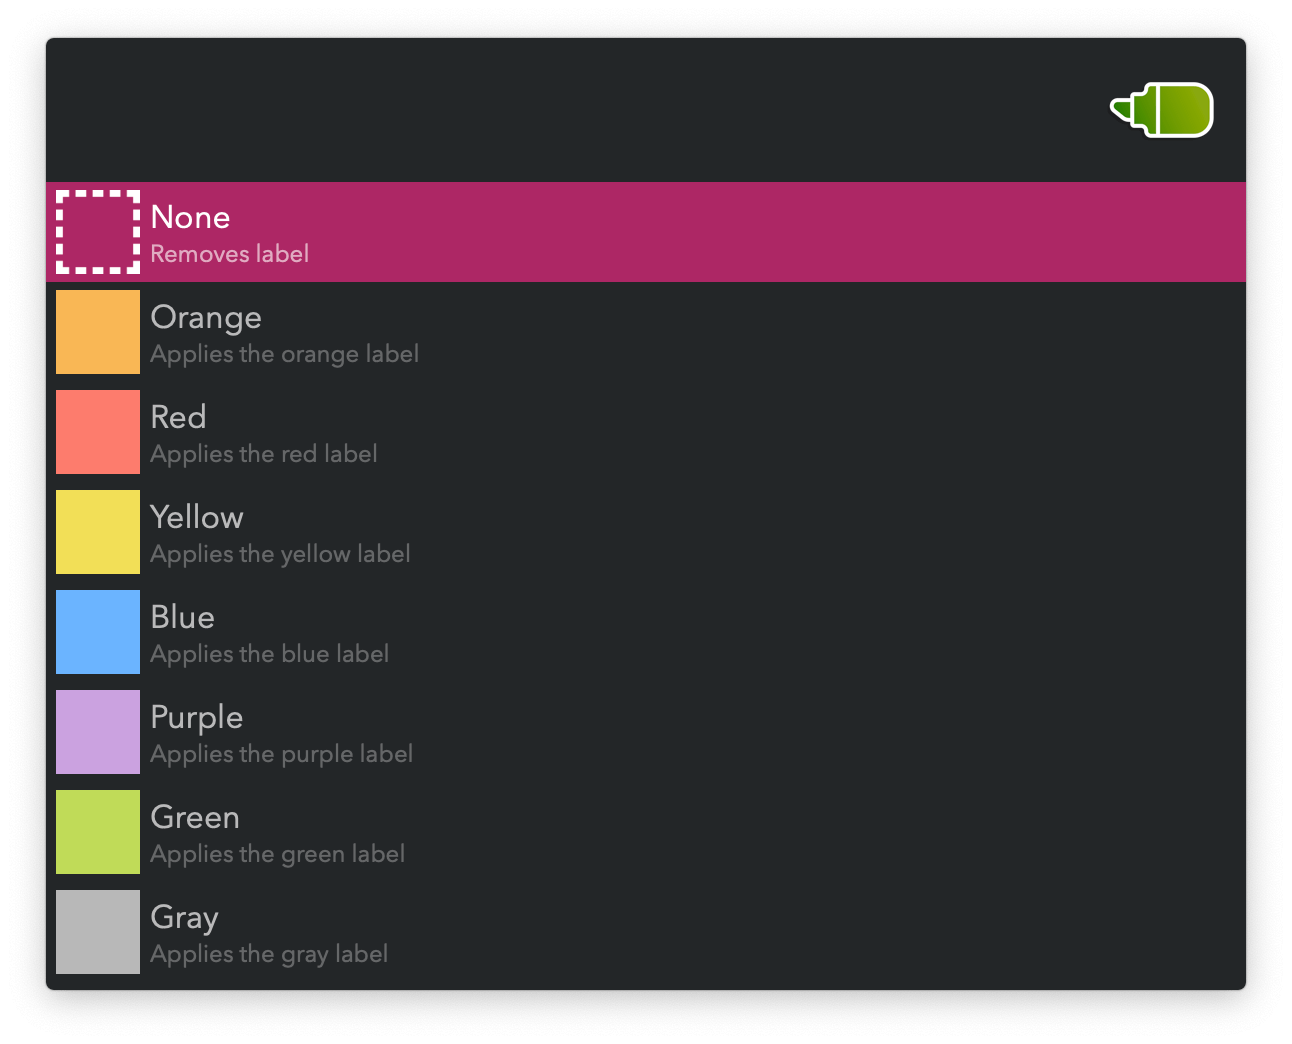 None
Removes label
Orange
Applies the orange label
Red
Applies the red label
Yellow
Applies the yellow label
Blue
Applies the blue label
Purple
Applies the purple label
Green
Applies the green label
Gray
Applies the gray label